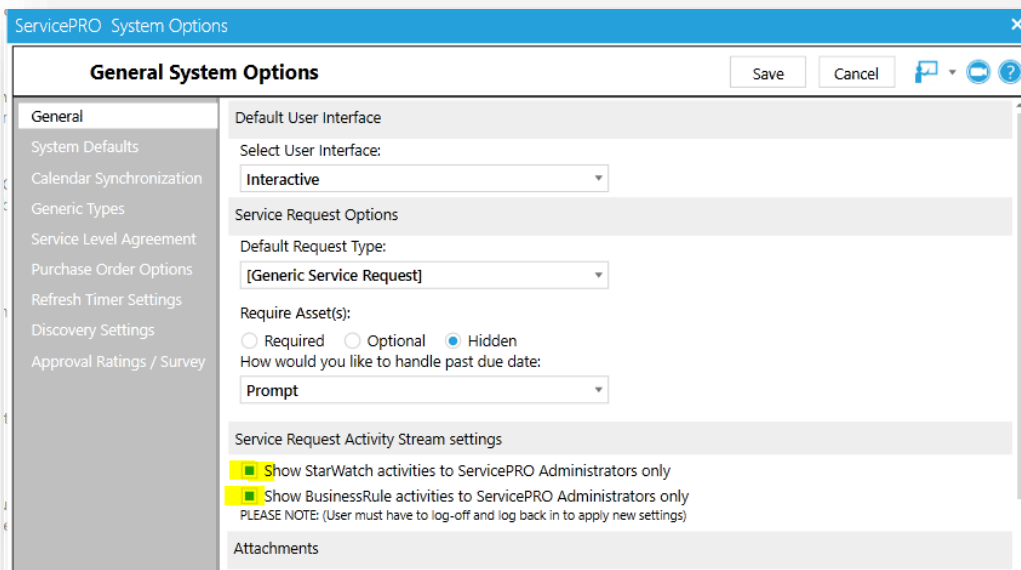 ServicePRO System Options
General System Options
Save
Cancel
General
System Defaults
Calendar Synchronization
Generic Types
Service Level Agreement
Purchase Order Options
Refresh Timer Settings
Discovery Settings
Approval Ratings / Survey
Default User Interface
Select User Interface:
Interactive
Service Request Options
Default Request Type:
[Generic Service Request]
Require Asset(s):
Required Optional Hidden
How would you like to handle past due date:
Prompt
Service Request Activity Stream settings
Show StarWatch activities to ServicePRO Administrators only
Show BusinessRule activities to ServicePRO Administrators only
PLEASE NOTE: (User must have to log-off and log back in to apply new settings)
Attachments